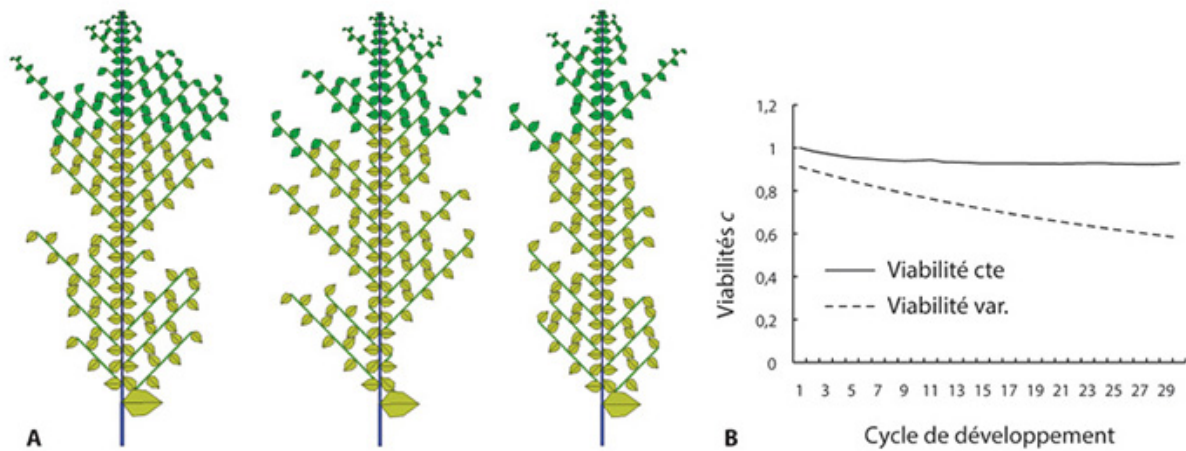 A
B
Viabilités c
1,2
1
0,8
0,6
0,4
0,2
0
Viabilité cte
Viabilité var.
1 3 5 7 9 11 13 15 17 19 21 23 25 27 29
Cycle de développement